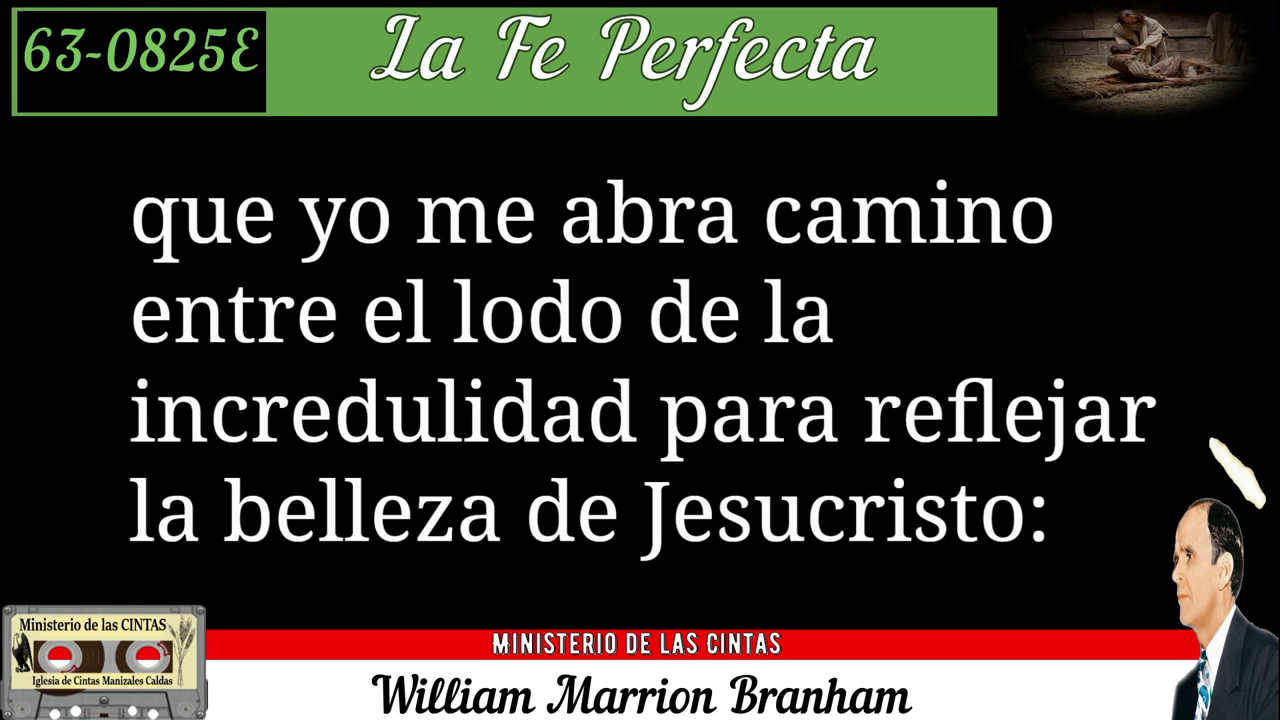 63-0825E
La Fe Perfecta
que yo me abra camino
entre el lodo de la
incredulidad para reflejar
la belleza de Jesucristo:
Ministerio de las CINTAS
Iglesia de Cintas Manizales Caldas
MINISTERIO DE LAS CINTAS
William Marrion Branham